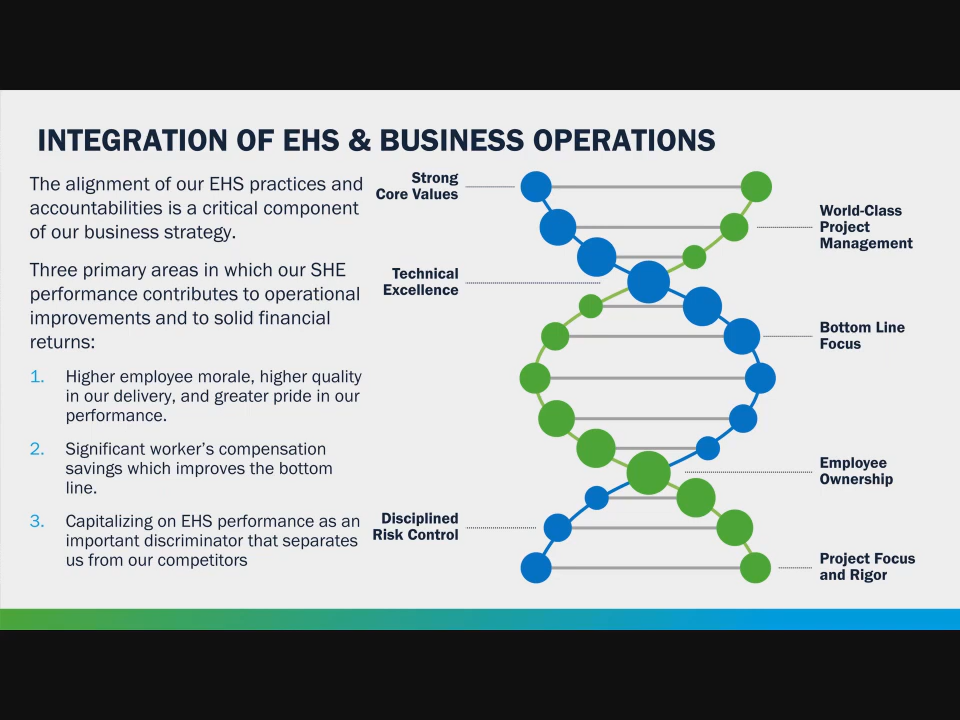 INTEGRATION OF EHS & BUSINESS OPERATIONS
The alignment of our EHS practices and
accountabilities is a critical component
of our business strategy.
Three primary areas in which our SHE
performance contributes to operational
improvements and to solid financial
returns:
1. Higher employee morale, higher quality
in our delivery, and greater pride in our
performance.
2. Significant worker’s compensation
savings which improves the bottom
line.
3. Capitalizing on EHS performance as an
important discriminator that separates
us from our competitors
Strong
Core Values
Technical
Excellence
Disciplined
Risk Control
World-Class
Project
Management
Bottom Line
Focus
Employee
Ownership
Project Focus
and Rigor